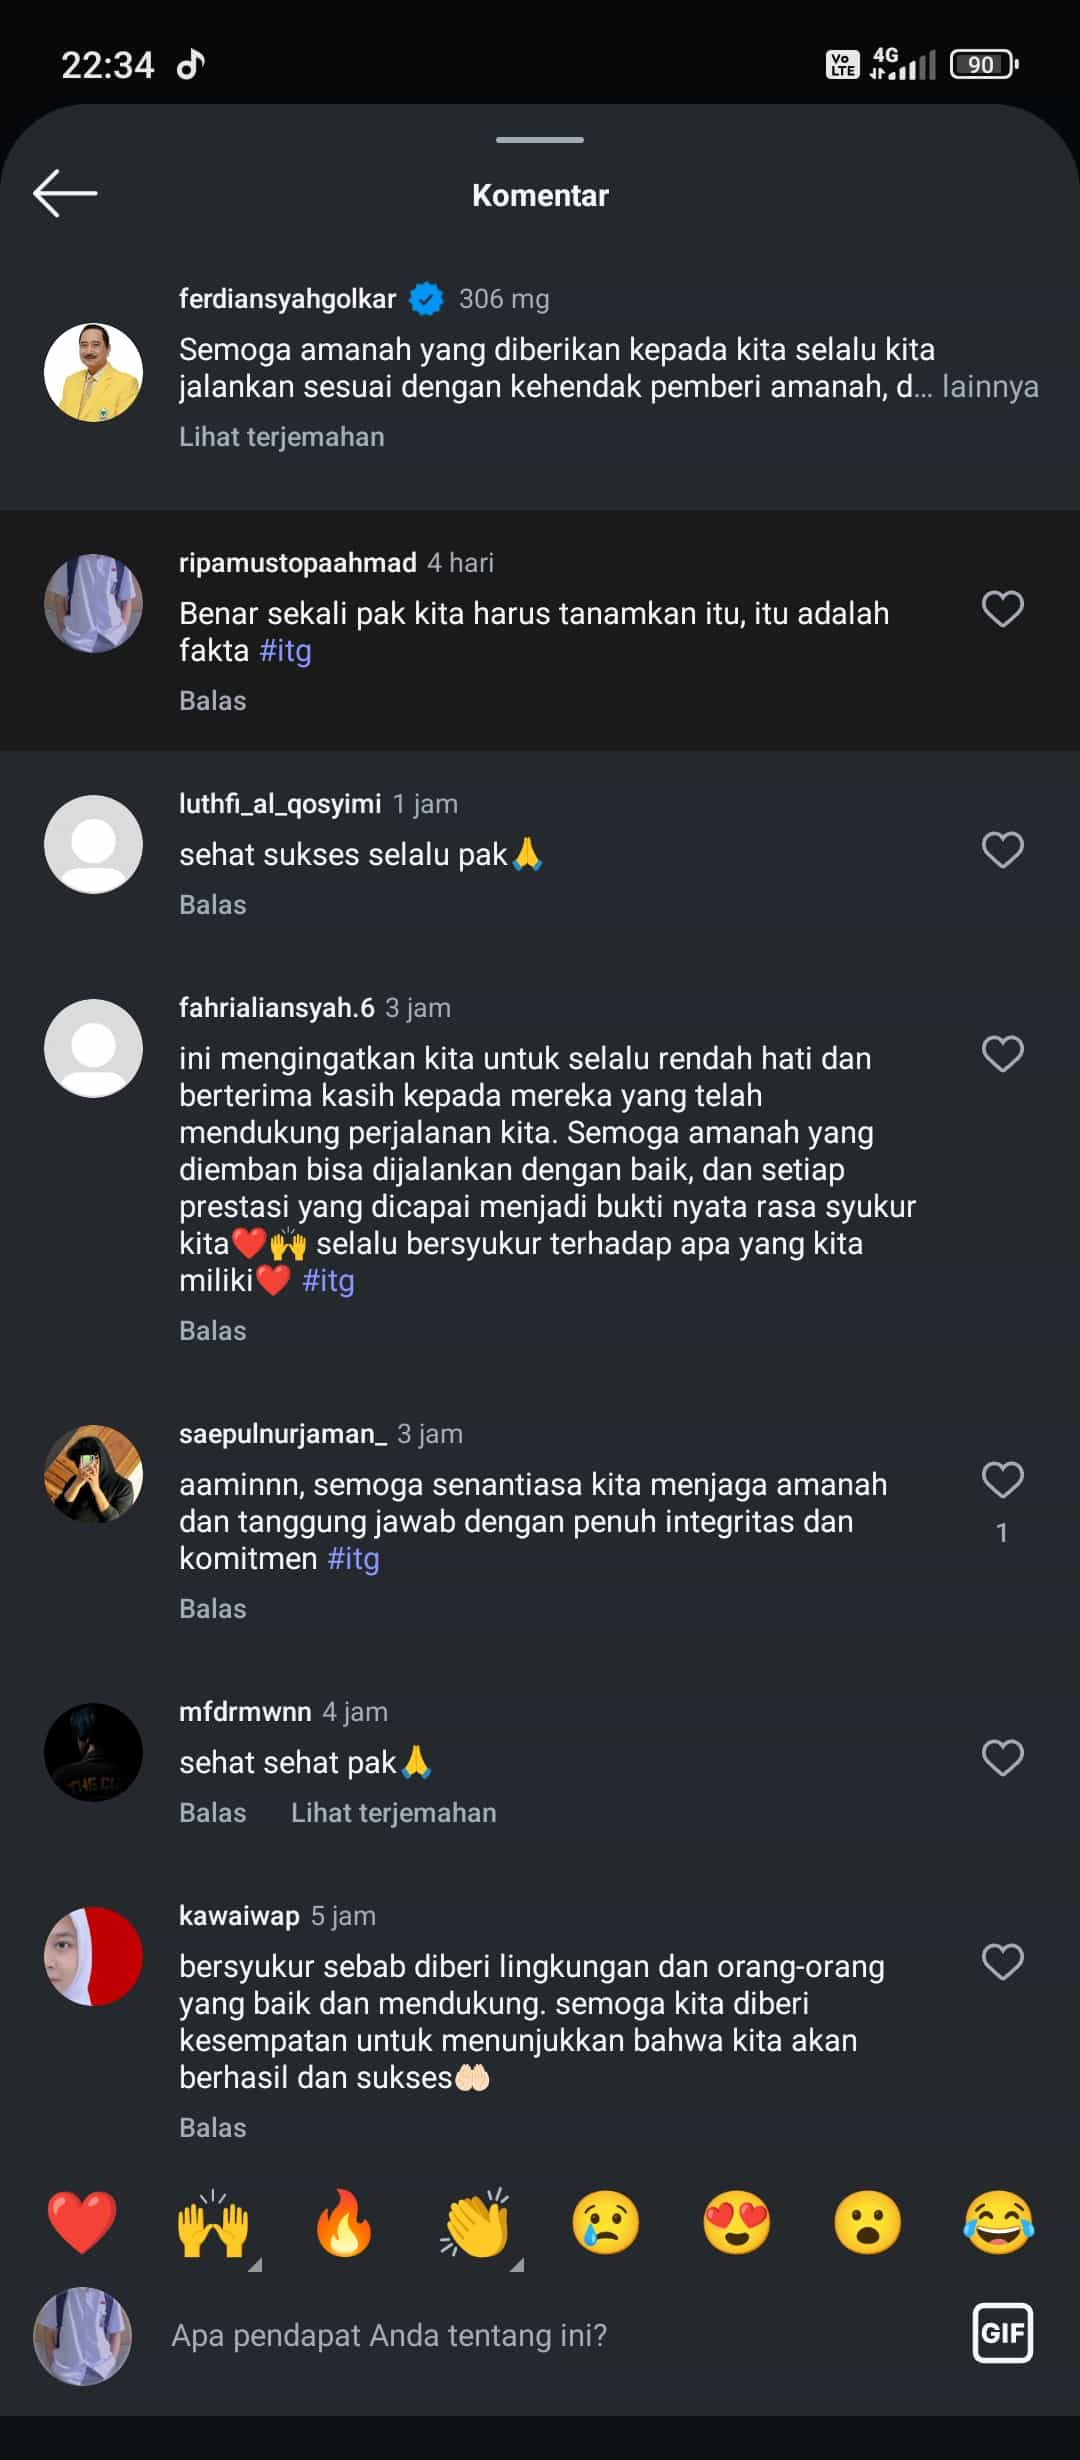 22:34
Vo LTE 4G 90
Komentar
ferdiansyahgolkar 306 mg
Semoga amanah yang diberikan kepada kita selalu kita
jalankan sesuai dengan kehendak pemberi amanah, d... lainnya
Lihat terjemahan
ripamustopaahmad 4 hari
Benar sekali pak kita harus tanamkan itu, itu adalah
fakta #itg
Balas
luthfi_al_qosyimi 1 jam
sehat sukses selalu pak🙏
Balas
fahrialiansyah.6 3 jam
ini mengingatkan kita untuk selalu rendah hati dan
berterima kasih kepada mereka yang telah
mendukung perjalanan kita. Semoga amanah yang
diemban bisa dijalankan dengan baik, dan setiap
prestasi yang dicapai menjadi bukti nyata rasa syukur
kita❤️🙌 selalu bersyukur terhadap apa yang kita
miliki❤️ #itg
Balas
saepulnurjaman_ 3 jam
aaminnn, semoga senantiasa kita menjaga amanah
dan tanggung jawab dengan penuh integritas dan
komitmen #itg
1
Balas
mfdrmwnn 4 jam
sehat sehat pak🙏
Balas Lihat terjemahan
kawaiwap 5 jam
bersyukur sebab diberi lingkungan dan orang-orang
yang baik dan mendukung. semoga kita diberi
kesempatan untuk menunjukkan bahwa kita akan
berhasil dan sukses🤲🏻
Balas
❤️🙌🔥👏😢😍😮😂
Apa pendapat Anda tentang ini?
GIF